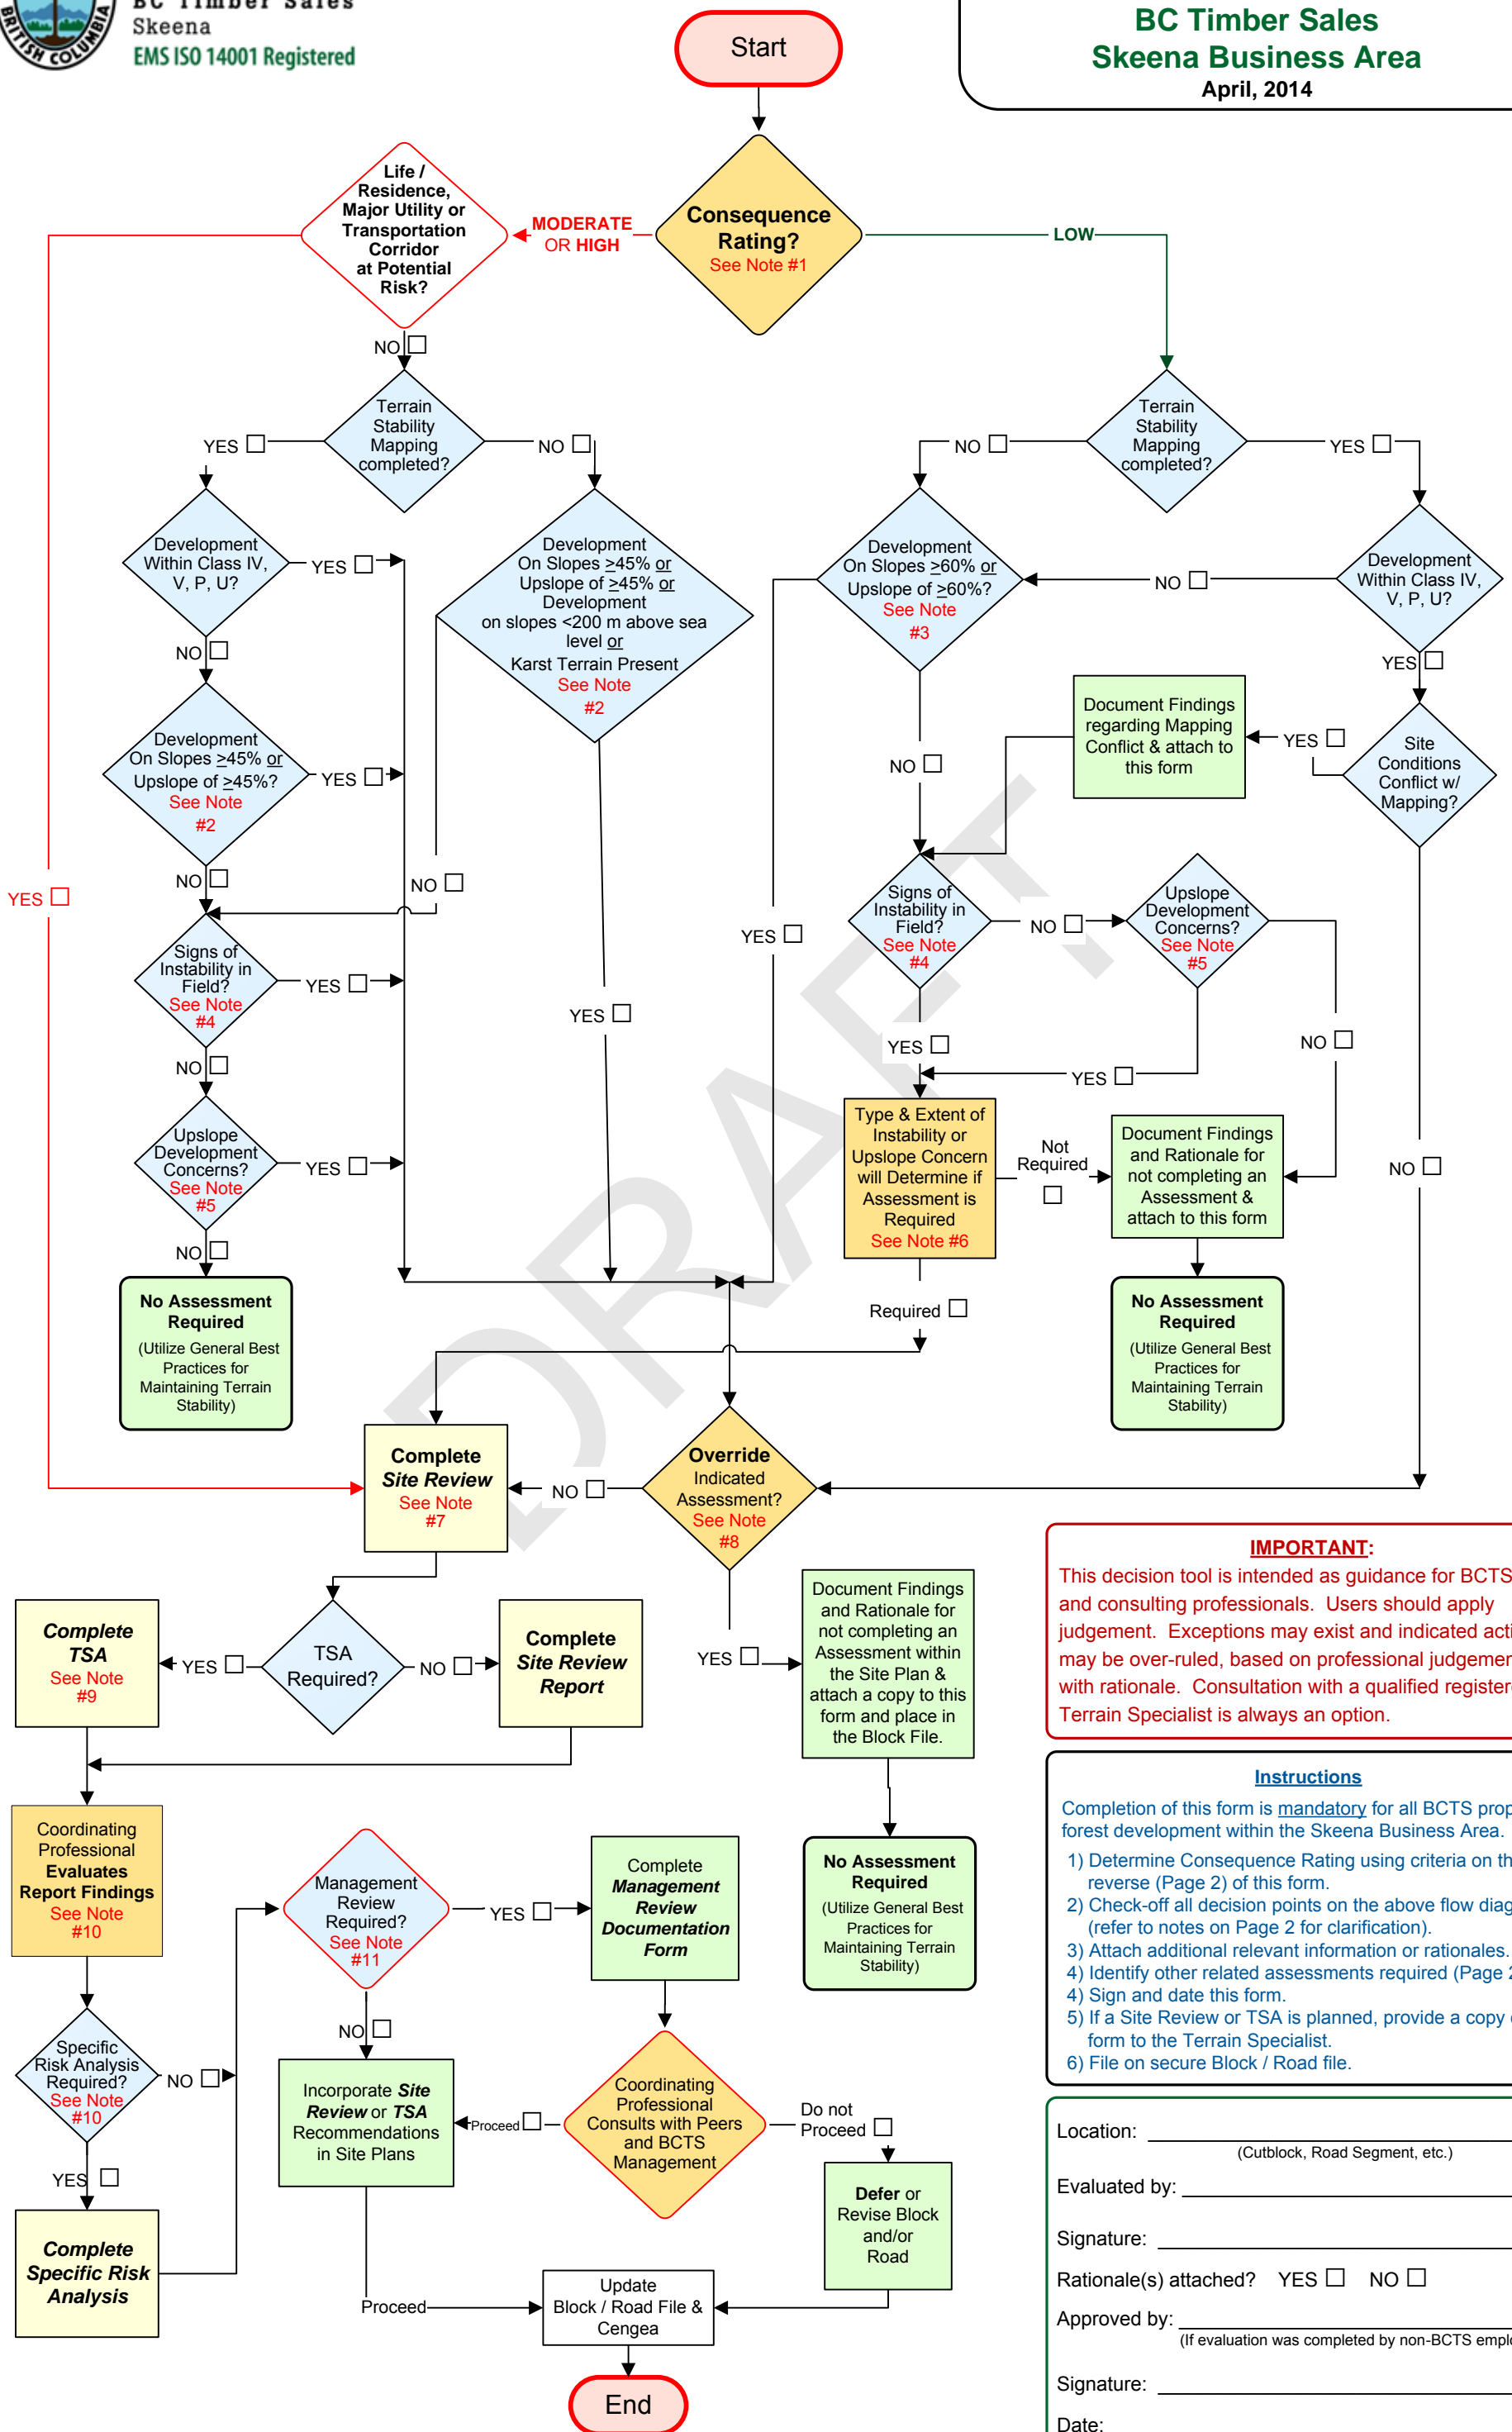 BC Timber Sales
Skeena
EMS ISO 14001 Registered
BRITISH COLUMBIA
BC Timber Sales
Skeena Business Area
April, 2014
Start
Life /
Residence,
Major Utility or
Transportation
Corridor
at Potential
Risk?
MODERATE
OR HIGH
Consequence
Rating?
See Note #1
LOW
NO
Terrain
Stability
Mapping
completed?
YES
NO
Terrain
Stability
Mapping
completed?
NO
YES
Development
Within Class IV,
V, P, U?
YES
NO
Development
On Slopes >45% or
Upslope of >45% or
Development
on slopes <200 m above sea
level or
Karst Terrain Present
See Note
#2
Development
On Slopes >60% or
Upslope of >60%?
See Note
#3
NO
Development
Within Class IV,
V, P, U?
YES
Development
On Slopes >45% or
Upslope of >45%?
See Note
#2
YES
NO
NO
Document Findings
regarding Mapping
Conflict & attach to
this form
YES
Site
Conditions
Conflict w/
Mapping?
NO
YES
NO
Signs of
Instability in
Field?
See Note
#4
YES
NO
YES
YES
Signs of
Instability in
Field?
See Note
#4
NO
Upslope
Development
Concerns?
See Note
#5
NO
YES
YES
Upslope
Development
Concerns?
See Note
#5
YES
NO
Type & Extent of
Instability or
Upslope Concern
will Determine if
Assessment is
Required
See Note #6
Not
Required
Document Findings
and Rationale for
not completing an
Assessment &
attach to this form
NO
No Assessment
Required
(Utilize General Best
Practices for
Maintaining Terrain
Stability)
Required
No Assessment
Required
(Utilize General Best
Practices for
Maintaining Terrain
Stability)
DRAFT
Complete
Site Review
See Note
#7
NO
Override
Indicated
Assessment?
See Note
#8
YES
Document Findings
and Rationale for
not completing an
Assessment within
the Site Plan &
attach a copy to this
form and place in
the Block File.
Complete
TSA
See Note
#9
YES
TSA
Required?
NO
Complete
Site Review
Report
IMPORTANT:
This decision tool is intended as guidance for BCTS
and consulting professionals. Users should apply
judgement. Exceptions may exist and indicated acti
may be over-ruled, based on professional judgemen
with rationale. Consultation with a qualified register
Terrain Specialist is always an option.
Coordinating
Professional
Evaluates
Report Findings
See Note
#10
Management
Review
Required?
See Note
#11
YES
Complete
Management
Review
Documentation
Form
No Assessment
Required
(Utilize General Best
Practices for
Maintaining Terrain
Stability)
Instructions
Completion of this form is mandatory for all BCTS prop
forest development within the Skeena Business Area.
1) Determine Consequence Rating using criteria on th
reverse (Page 2) of this form.
2) Check-off all decision points on the above flow diag
(refer to notes on Page 2 for clarification).
3) Attach additional relevant information or rationales.
4) Identify other related assessments required (Page 2
4) Sign and date this form.
5) If a Site Review or TSA is planned, provide a copy
form to the Terrain Specialist.
6) File on secure Block / Road file.
Specific
Risk Analysis
Required?
See Note
#10
NO
YES
NO
Incorporate Site
Review or TSA
Recommendations
in Site Plans
Proceed
Coordinating
Professional
Consults with Peers
and BCTS
Management
Do not
Proceed
Defer or
Revise Block
and/or
Road
Complete
Specific Risk
Analysis
Proceed
Update
Block / Road File &
Cengea
End
Location:
(Cutblock, Road Segment, etc.)
Evaluated by:
Signature:
Rationale(s) attached? YES NO
Approved by:
(If evaluation was completed by non-BCTS empl
Signature:
Date: